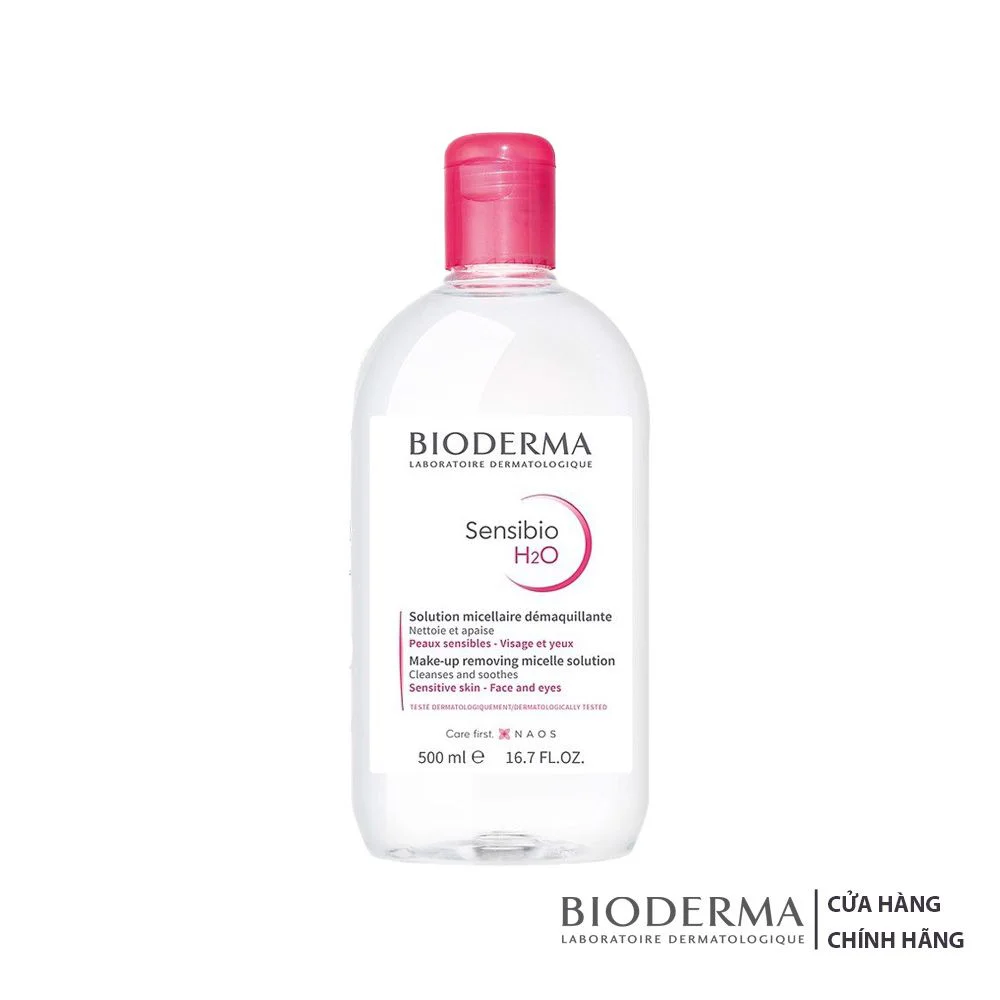 BIODERMA
LABORATOIRE DERMATOLOGIQUE
Sensibio
H2O
Solution micellaire démaquillante
Nettoie et apaise
Peaux sensibles - Visage et yeux
Make-up removing micelle solution
Cleanses and soothes
Sensitive skin - Face and eyes
TESTÉ DERMATOLOGIQUEMENT/DERMATOLOGICALLY TESTED
Care first. NAOS
500 ml ℮ 16.7 FL.OZ.
BIODERMA
LABORATOIRE DERMATOLOGIQUE
CỬA HÀNG
CHÍNH HÃNG